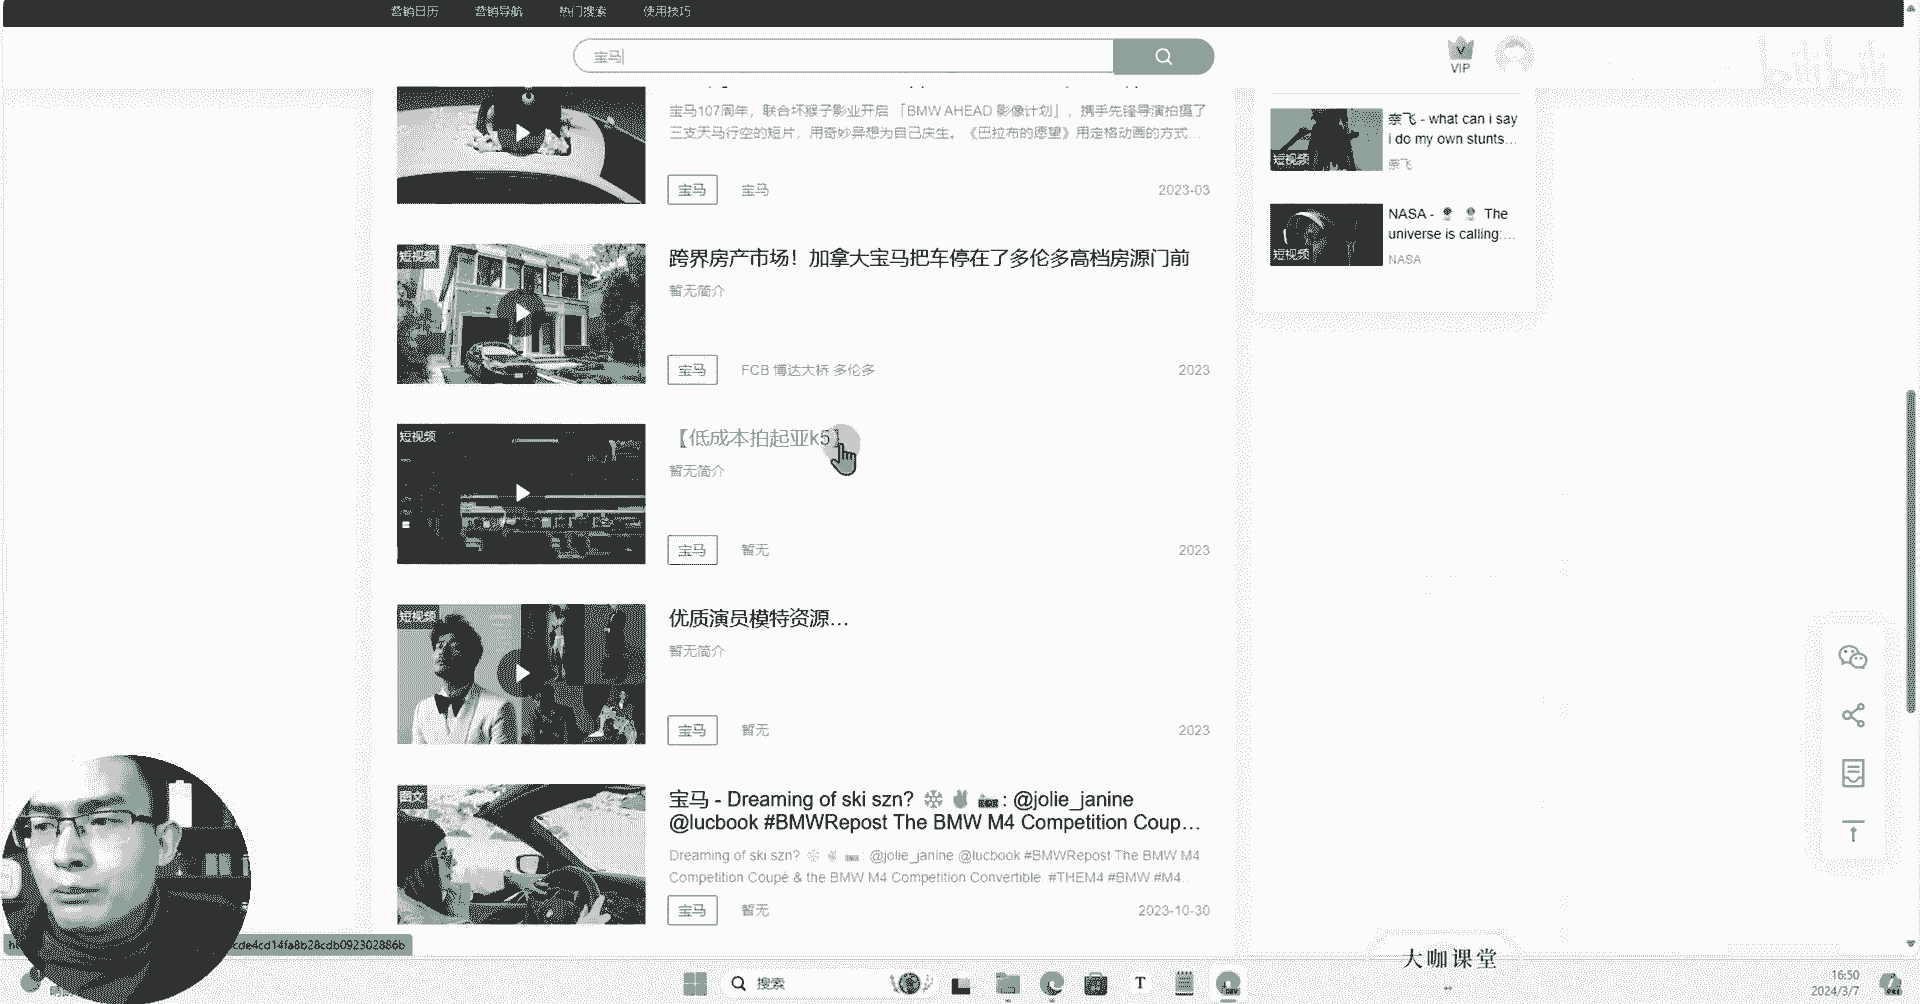 营销日历 营销导航 热门搜索 使用技巧
宝马
VIP
bilibili
宝马107周年，联合坏猴子影业开启 「BMW AHEAD 影像计划」，携手先锋导演拍摄了
三支天马行空的短片，用奇妙异想为自己庆生。《巴拉布的愿望》用定格动画的方式...
宝马 宝马 2023-03
短视频
跨界房产市场！加拿大宝马把车停在了多伦多高档房源门前
暂无简介
宝马 FCB 博达大桥 多伦多 2023
短视频
【低成本拍起亚k5】
暂无简介
宝马 暂无 2023
短视频
优质演员模特资源...
暂无简介
宝马 暂无 2023
图文
宝马 - Dreaming of ski szn? ❄ ✌ 📷 : @jolie_janine
@lucbook #BMWRepost The BMW M4 Competition Coup...
Dreaming of ski szn? ❄ ✌ 📷 : @jolie_janine @lucbook #BMWRepost The BMW M4
Competition Coupé & the BMW M4 Competition Convertible. #THEM4 #BMW #M4...
宝马 暂无 2023-10-30
奈飞 - what can i say
i do my own stunts...
短视频
奈飞
NASA - The
universe is calling:...
短视频
NASA
cde4cd14fa8b28cdb092302886b
大咖课堂
搜索
T
16:50
2024/3/7